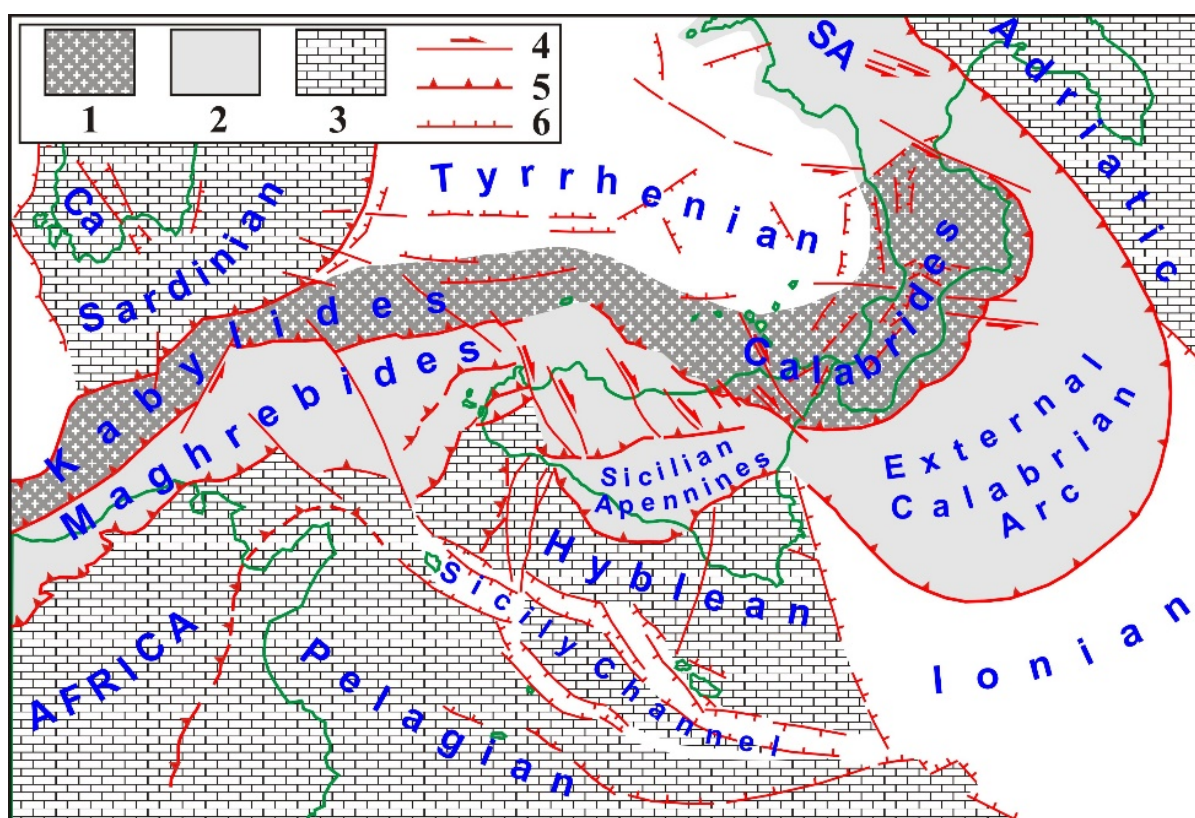 1
2
3
4
5
6
SA
Adriatic
Tyrrhenian
Ca
Sardinian
Kabylides
Calabrides
Maghrebides
Sicilian
Apennines
External
Calabrian
Arc
Hyblean
Sicily Channel
Ionian
AFRICA
Pelagian